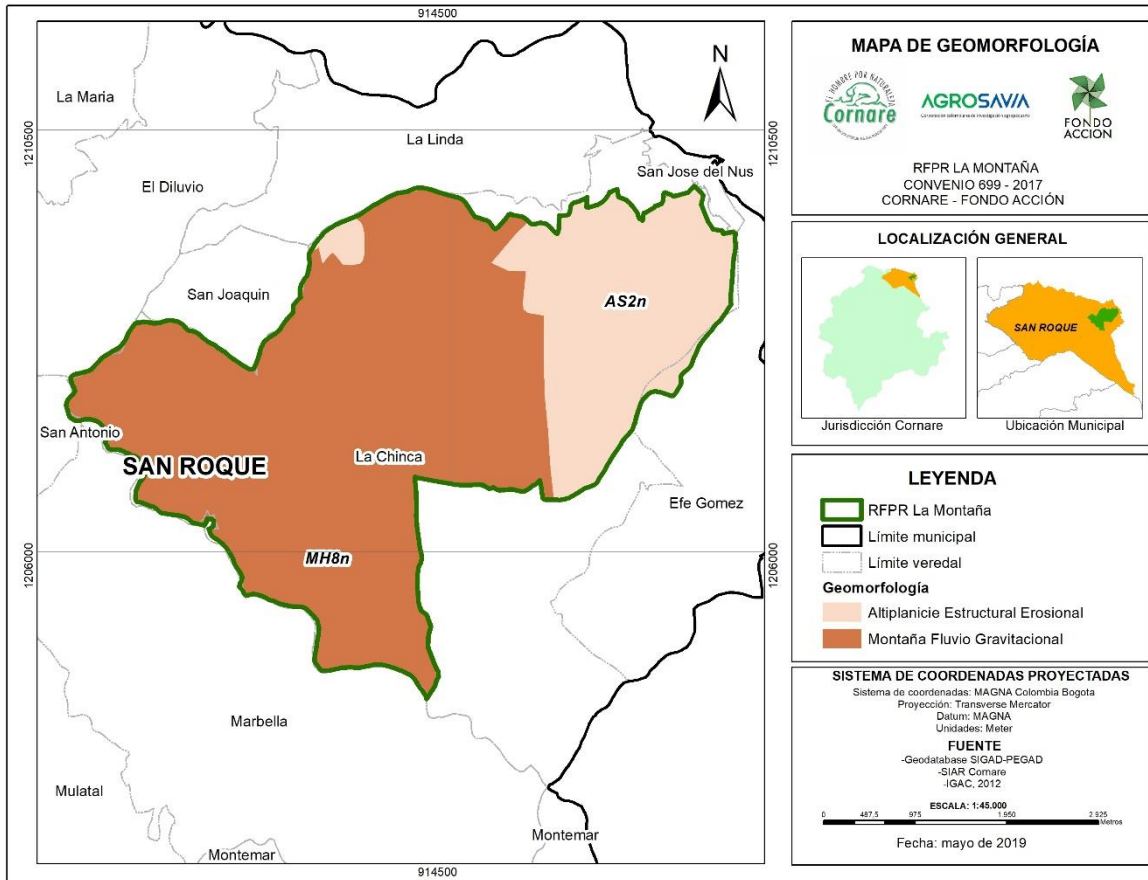 914500
1210500
1206000
La Maria
La Linda
San Jose del Nus
El Diluvio
San Joaquin
AS2n
San Antonio
SAN ROQUE
La Chinca
Efe Gomez
MH8n
Marbella
Mulatal
Montemar
Montemar
914500
1210500
1206000
MAPA DE GEOMORFOLOGÍA
Cornare
AGROSAVIA
FONDO
ACCIÓN
RFPR LA MONTAÑA
CONVENIO 699 - 2017
CORNARE - FONDO ACCIÓN
LOCALIZACIÓN GENERAL
SAN ROQUE
Jurisdicción Cornare
Ubicación Municipal
LEYENDA
RFPR La Montaña
Límite municipal
Límite veredal
Geomorfología
Altiplanicie Estructural Erosional
Montaña Fluvio Gravitacional
SISTEMA DE COORDENADAS PROYECTADAS
Sistema de coordenadas: MAGNA Colombia Bogota
Proyección: Transverse Mercator
Datum: MAGNA
Unidades: Meter
FUENTE
-Geodatabase SIGAD-PEGAD
-SIAR Cornare
-IGAC, 2012
ESCALA: 1:45.000
0 487,5 975 1.950 2.925
Metros
Fecha: mayo de 2019